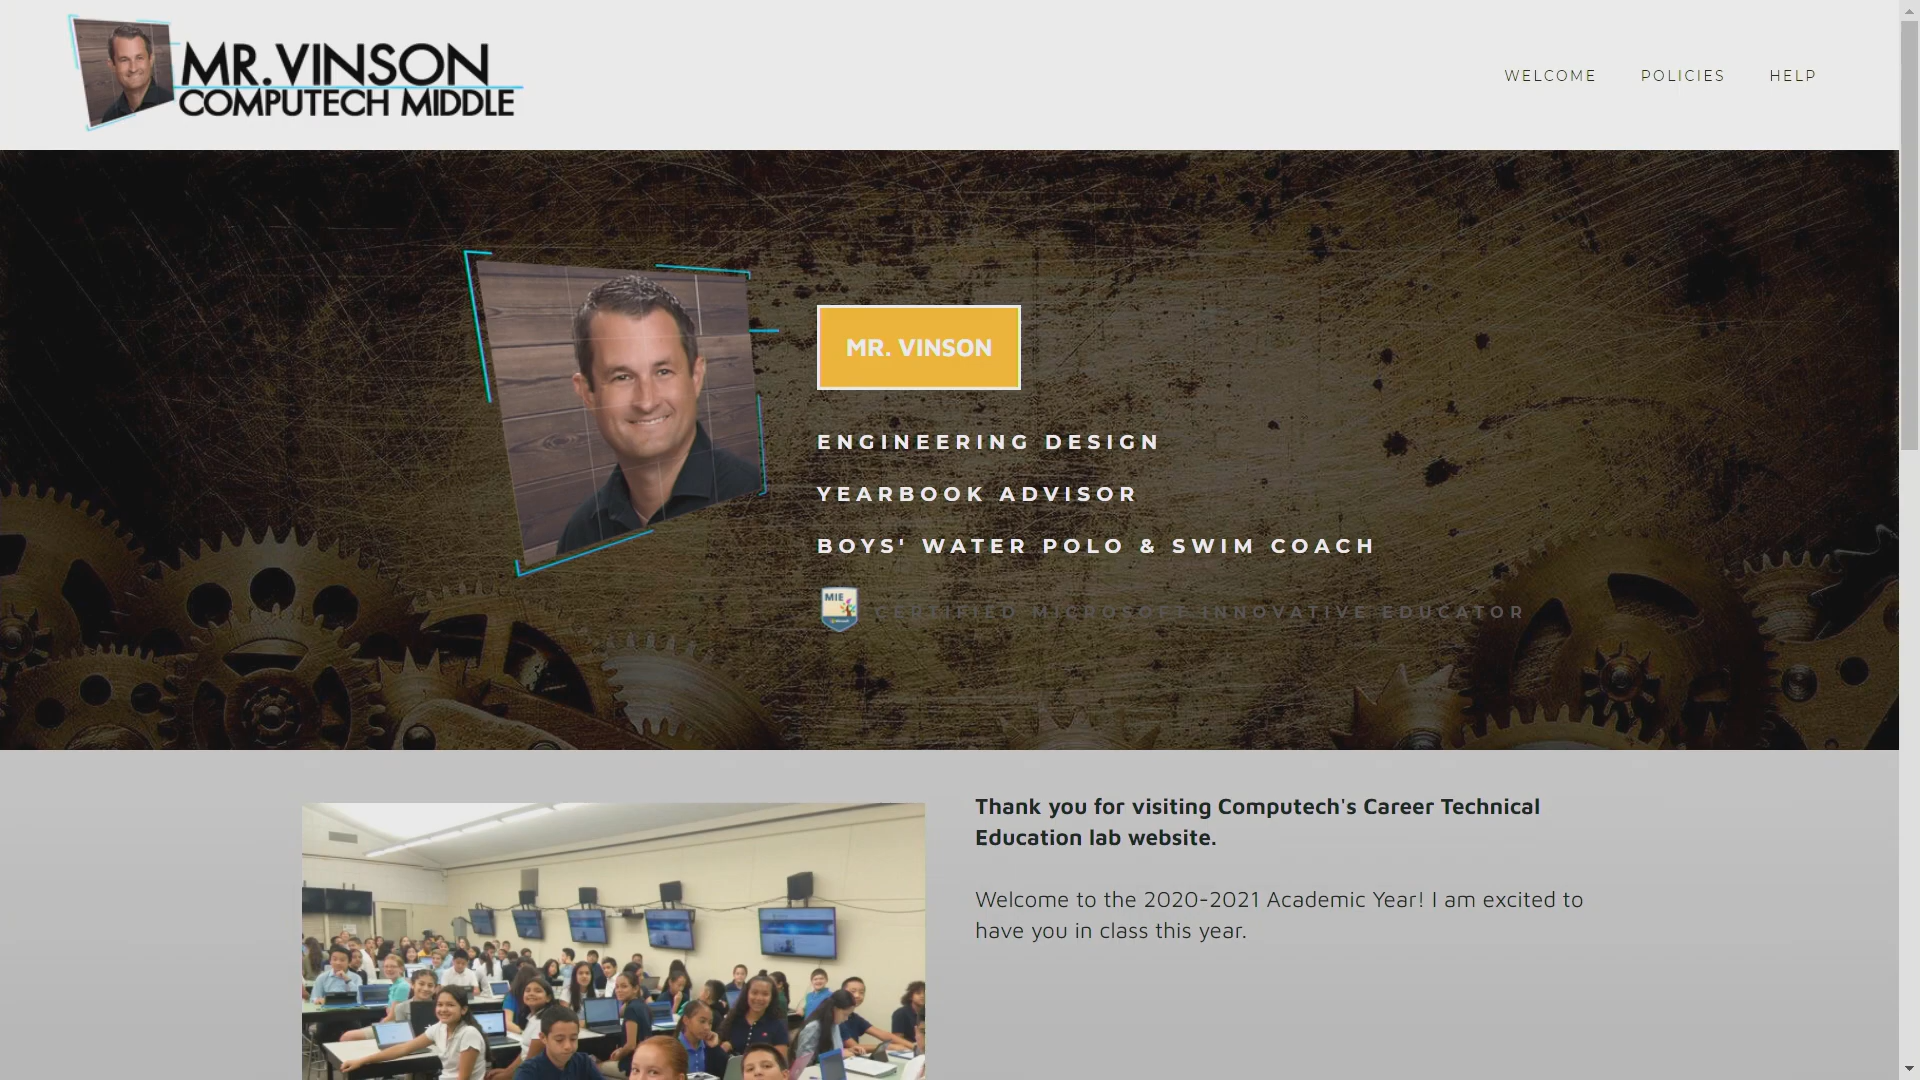 MR. VINSON
COMPUTECH MIDDLE
WELCOME
POLICIES
HELP
MR. VINSON
ENGINEERING DESIGN
YEARBOOK ADVISOR
BOYS' WATER POLO & SWIM COACH
MIE
CERTIFIED MICROSOFT INNOVATIVE EDUCATOR
Thank you for visiting Computech's Career Technical
Education lab website.
Welcome to the 2020-2021 Academic Year! I am excited to
have you in class this year.